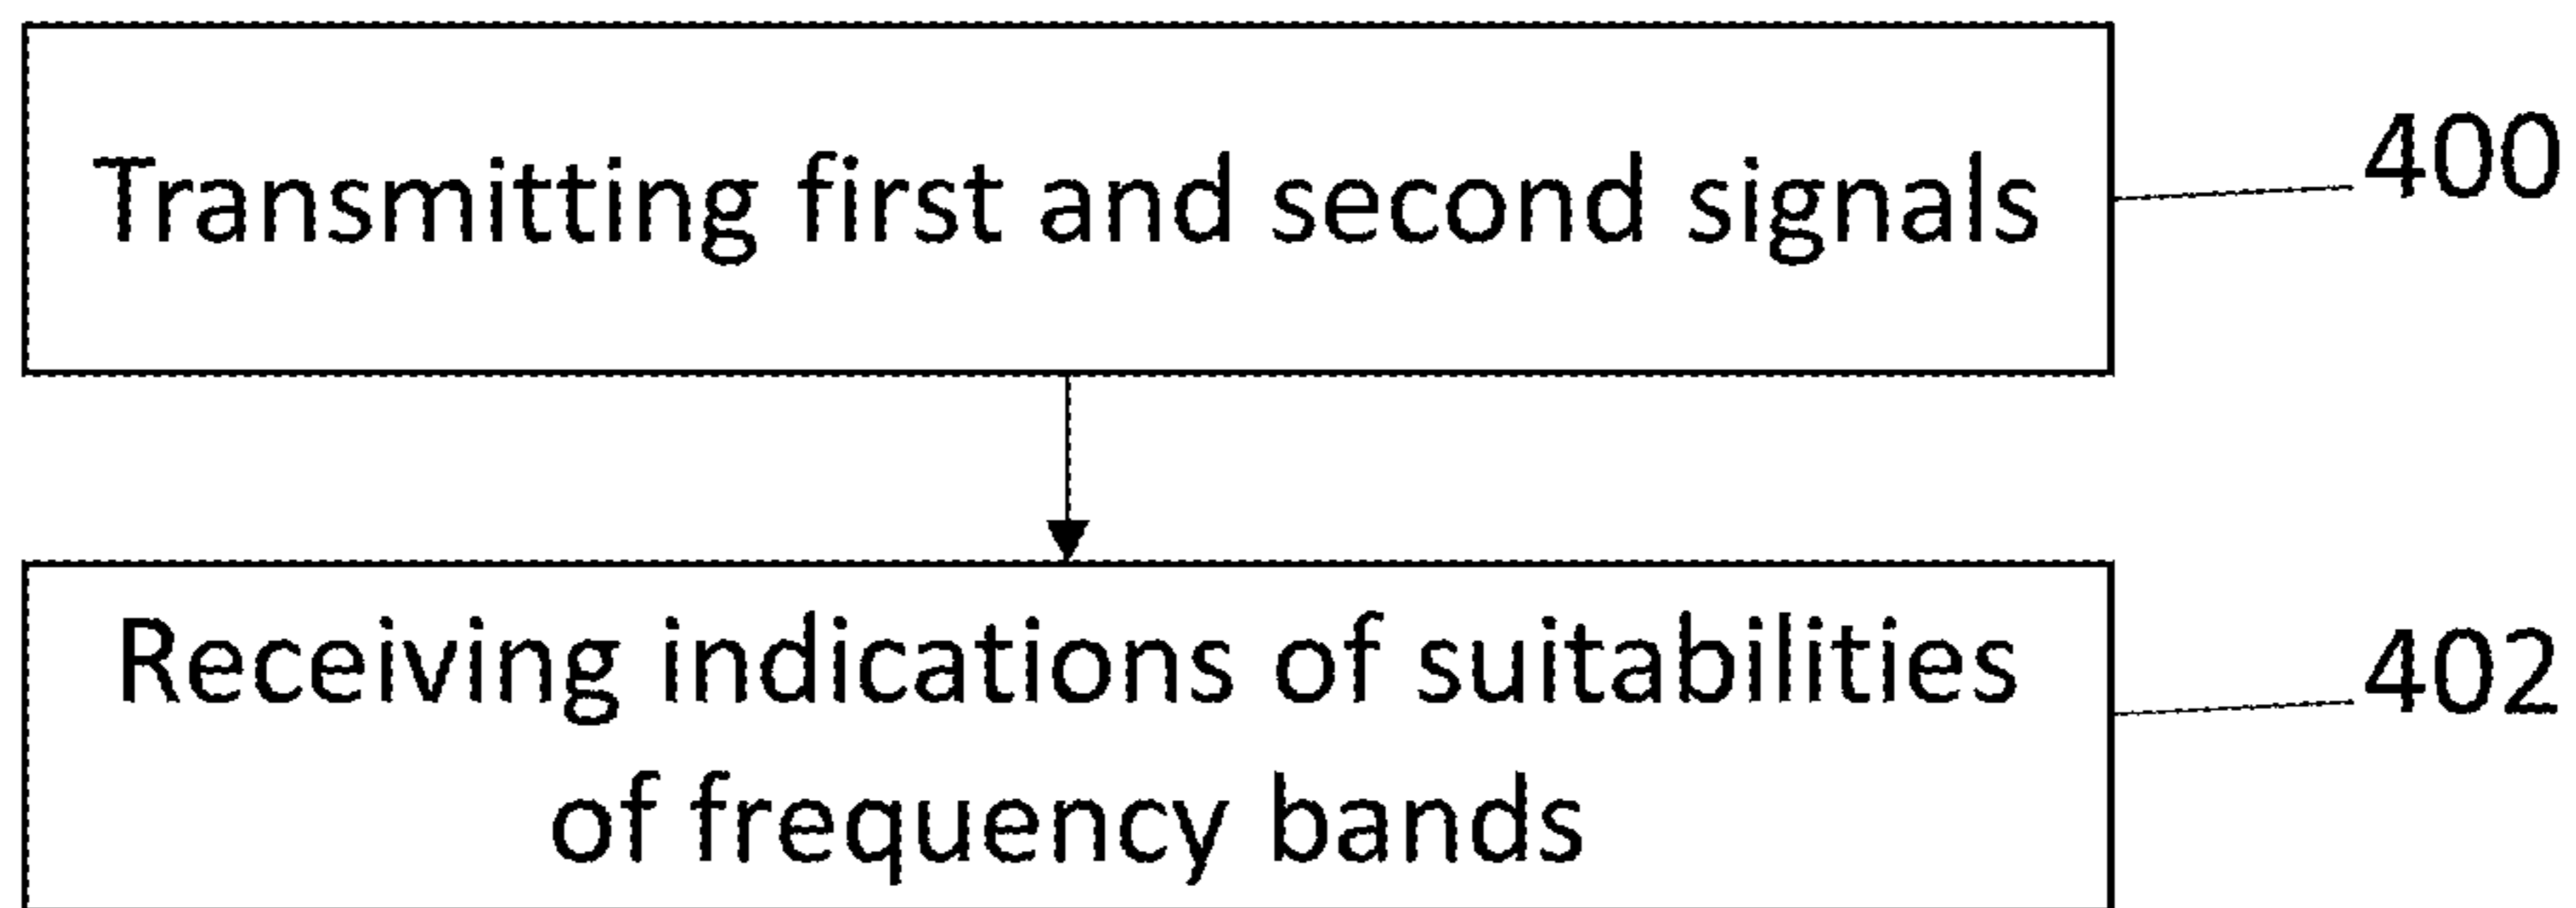 Transmitting first and second signals
400
Receiving indications of suitabilities
of frequency bands
402